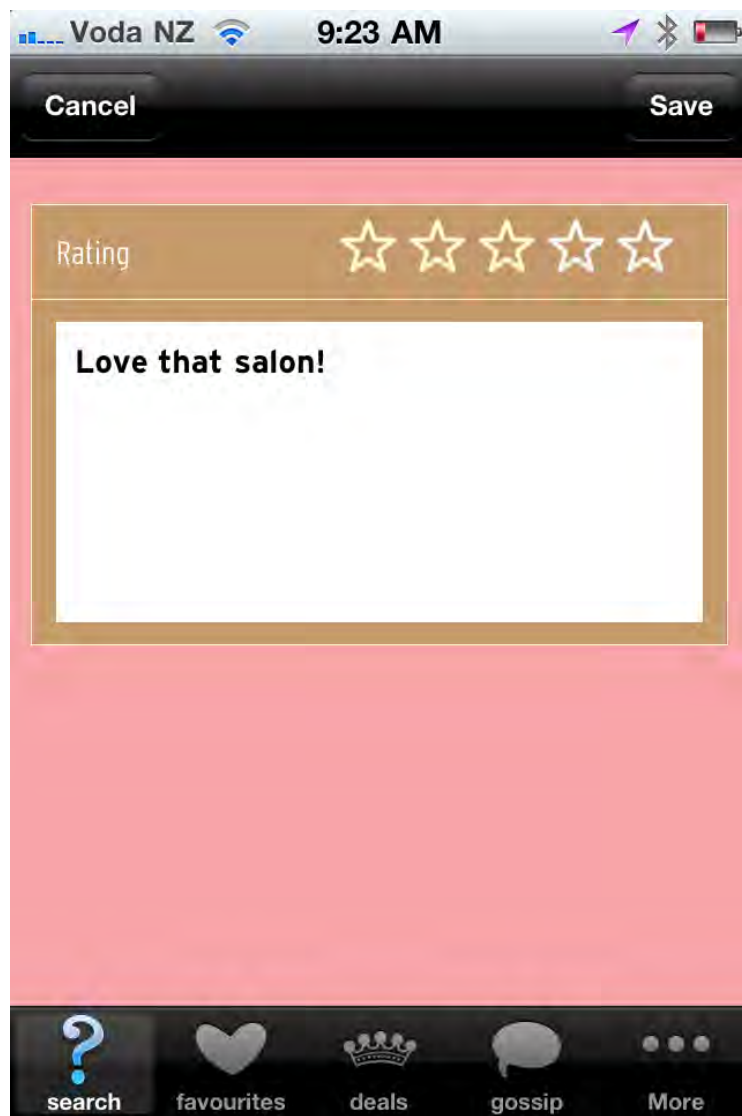 Voda NZ 9:23 AM
Cancel Save
Rating
Love that salon!
search favourites deals gossip More